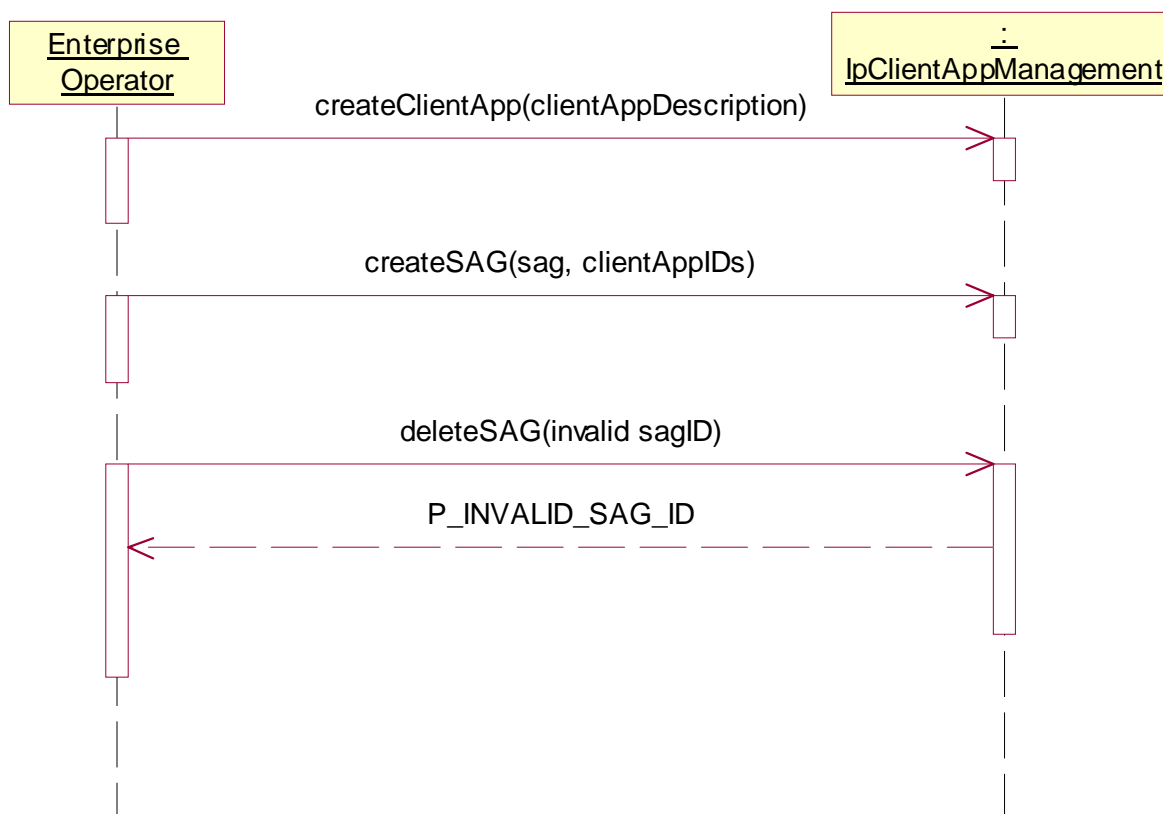 Enterprise
Operator
:
IpClientAppManagement
createClientApp(clientAppDescription)
createSAG(sag, clientAppIDs)
deleteSAG(invalid sagID)
P_INVALID_SAG_ID